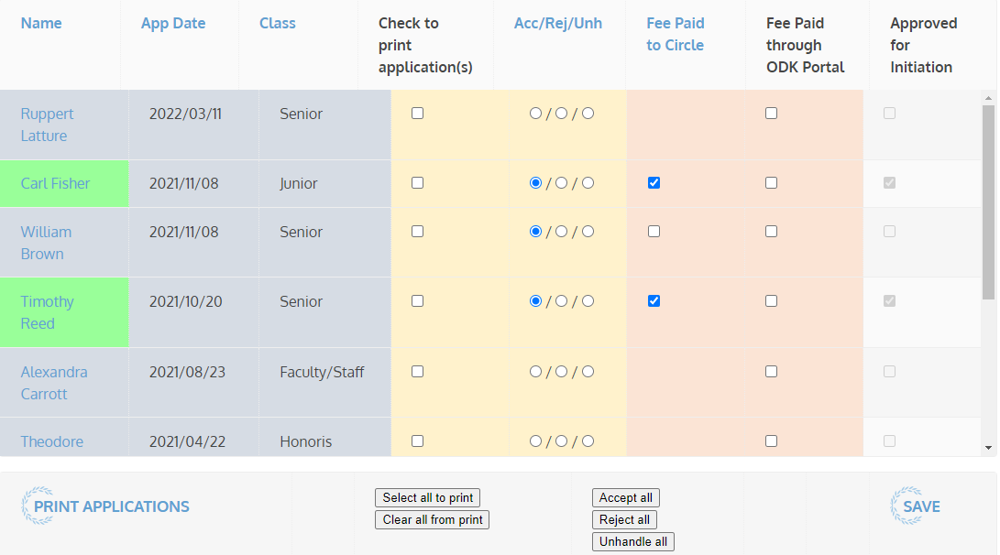 Name App Date Class Check to print application(s) Acc/Rej/Unh Fee Paid to Circle Fee Paid through ODK Portal Approved for Initiation
Ruppert Latture 2022/03/11 Senior / /
Carl Fisher 2021/11/08 Junior / /
William Brown 2021/11/08 Senior / /
Timothy Reed 2021/10/20 Senior / /
Alexandra Carrott 2021/08/23 Faculty/Staff / /
Theodore 2021/04/22 Honoris / /
PRINT APPLICATIONS
Select all to print
Clear all from print
Accept all
Reject all
Unhandle all
SAVE